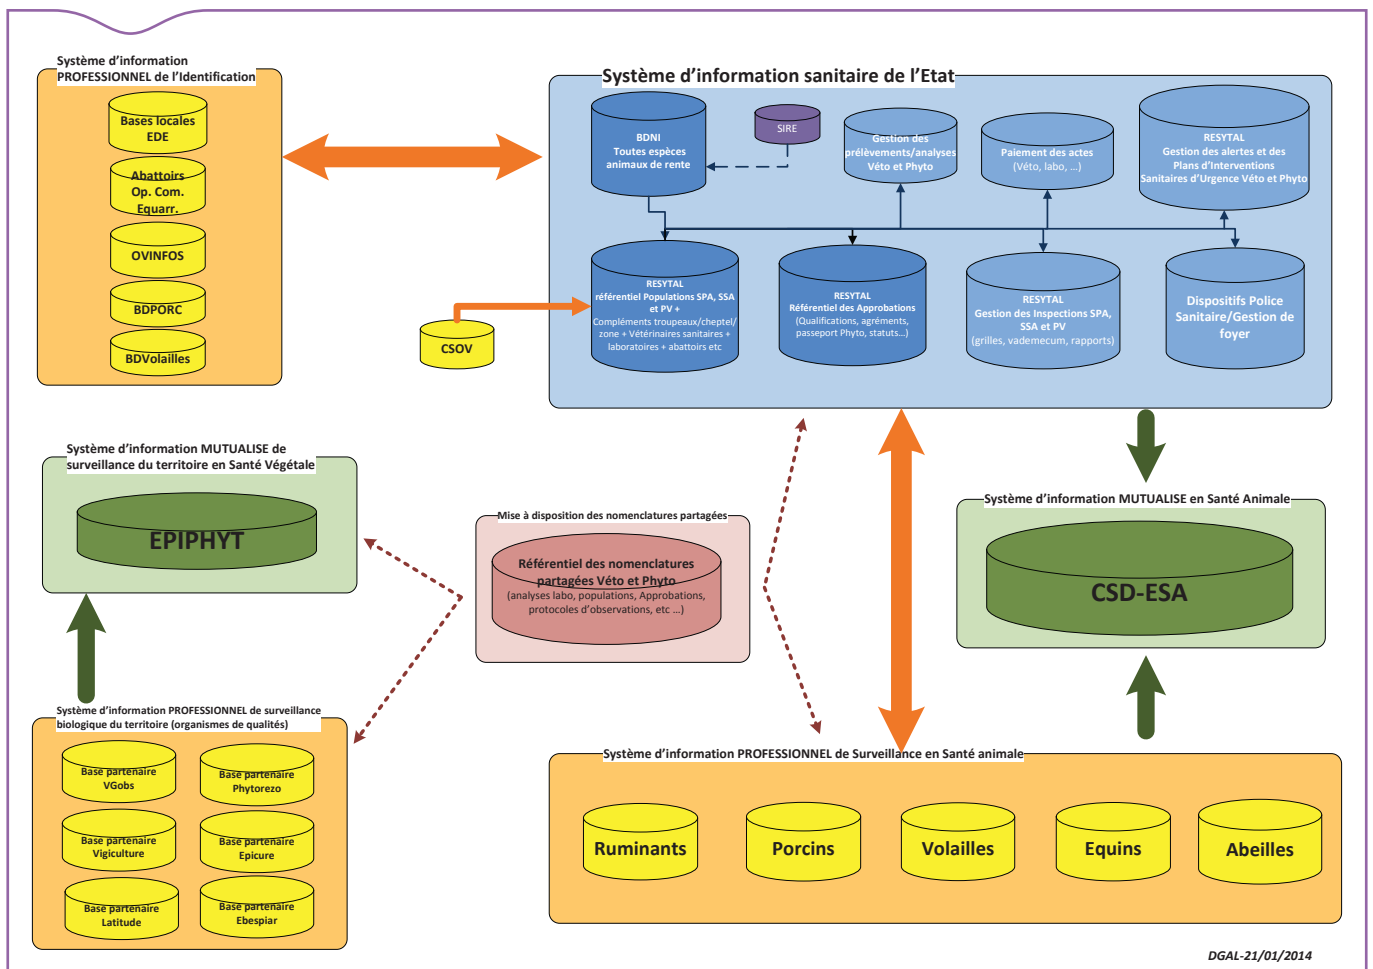 Système d'information
PROFESSIONNEL de l'Identification
Bases locales
EDE
Abattoirs
Op. Com.
Equarr.
OVINFOS
BDPORC
BDVolailles
Système d'information sanitaire de l'Etat
BDNI
Toutes espèces
animaux de rente
SIRE
Gestion des
prélèvements/analyses
Véto et Phyto
Paiement des actes
(Véto, labo, ...)
RESYTAL
Gestion des alertes et des
Plans d'Interventions
Sanitaires d'Urgence Véto et Phyto
CSOV
RESYTAL
référentiel Populations SPA, SSA
et PV +
Compléments troupeaux/cheptel/
zone + Vétérinaires sanitaires +
laboratoires + abattoirs etc
RESYTAL
Référentiel des Approbations
(Qualifications, agréments,
passeport Phyto, statuts...)
RESYTAL
Gestion des Inspections SPA,
SSA et PV
(grilles, vademecum, rapports)
Dispositifs Police
Sanitaire/Gestion de
foyer
Système d'information MUTUALISE de
surveillance du territoire en Santé Végétale
EPIPHYT
Mise à disposition des nomenclatures partagées
Référentiel des nomenclatures
partagées Véto et Phyto
(analyses labo, populations, Approbations,
protocoles d'observations, etc ...)
Système d'information MUTUALISE en Santé Animale
CSD-ESA
Système d'information PROFESSIONNEL de surveillance
biologique du territoire (organismes de qualités)
Base partenaire
VGobs
Base partenaire
Phytorezo
Base partenaire
Vigiculture
Base partenaire
Epicure
Base partenaire
Latitude
Base partenaire
Ebespiar
Système d'information PROFESSIONNEL de Surveillance en Santé animale
Ruminants
Porcins
Volailles
Equins
Abeilles
DGAL-21/01/2014